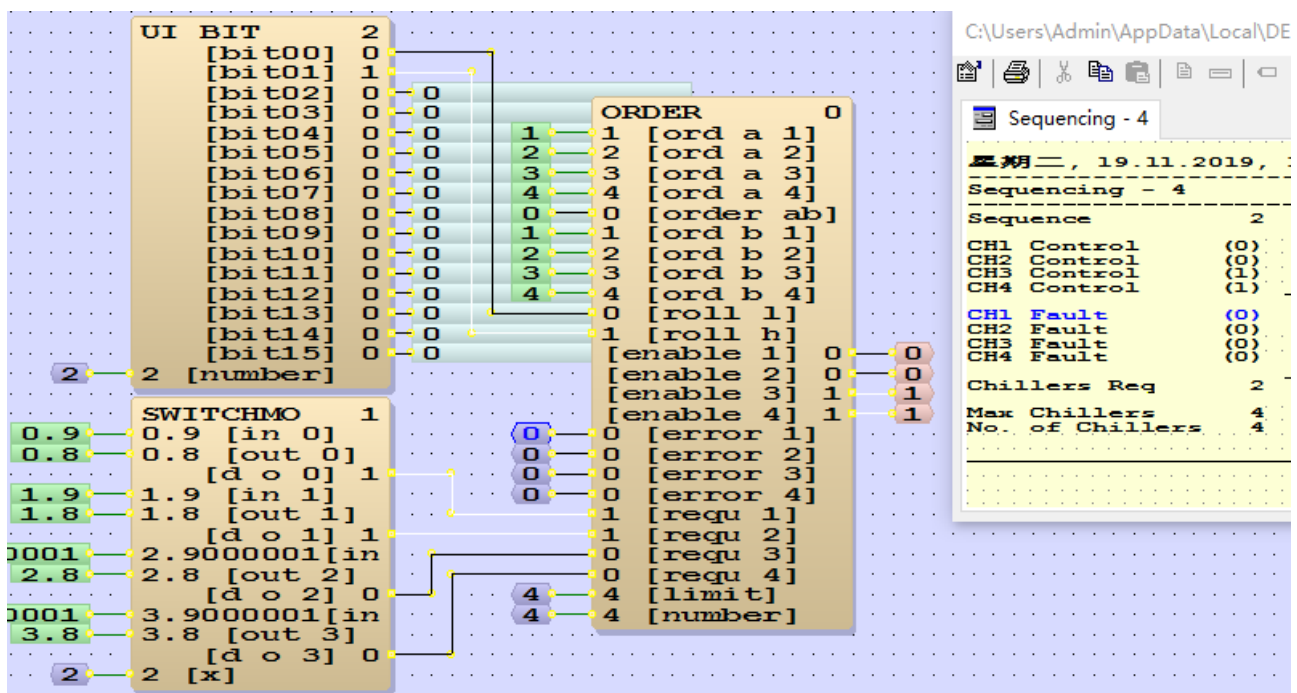 UI BIT 2
[bit00] 0
[bit01] 1
[bit02] 0 0
[bit03] 0 0
[bit04] 0 0
[bit05] 0 0
[bit06] 0 0
[bit07] 0 0
[bit08] 0 0
[bit09] 0 0
[bit10] 0 0
[bit11] 0 0
[bit12] 0 0
[bit13] 0 0
[bit14] 0 0
[bit15] 0 0
2 2 [number]
SWITCHMO 1
0.9 0.9 [in 0]
0.8 0.8 [out 0]
[d o 0] 1
1.9 1.9 [in 1]
1.8 1.8 [out 1]
[d o 1] 1
0001 2.9000001[in
2.8 2.8 [out 2]
[d o 2] 0
0001 3.9000001[in
3.8 3.8 [out 3]
[d o 3] 0
2 2 [x]
ORDER 0
1 1 [ord a 1]
2 2 [ord a 2]
3 3 [ord a 3]
4 4 [ord a 4]
0 0 [order ab]
1 1 [ord b 1]
2 2 [ord b 2]
3 3 [ord b 3]
4 4 [ord b 4]
0 [roll l]
1 [roll h]
[enable 1] 0 0
[enable 2] 0 0
[enable 3] 1 1
[enable 4] 1 1
0 0 [error 1]
0 0 [error 2]
0 0 [error 3]
0 0 [error 4]
1 [requ 1]
1 [requ 2]
0 [requ 3]
0 [requ 4]
4 4 [limit]
4 4 [number]
C:\Users\Admin\AppData\Local\DE
Sequencing - 4
星期二, 19.11.2019,
Sequencing - 4
Sequence 2
CH1 Control (0)
CH2 Control (0)
CH3 Control (1)
CH4 Control (1)
CH1 Fault (0)
CH2 Fault (0)
CH3 Fault (0)
CH4 Fault (0)
Chillers Req 2
Max Chillers 4
No. of Chillers 4